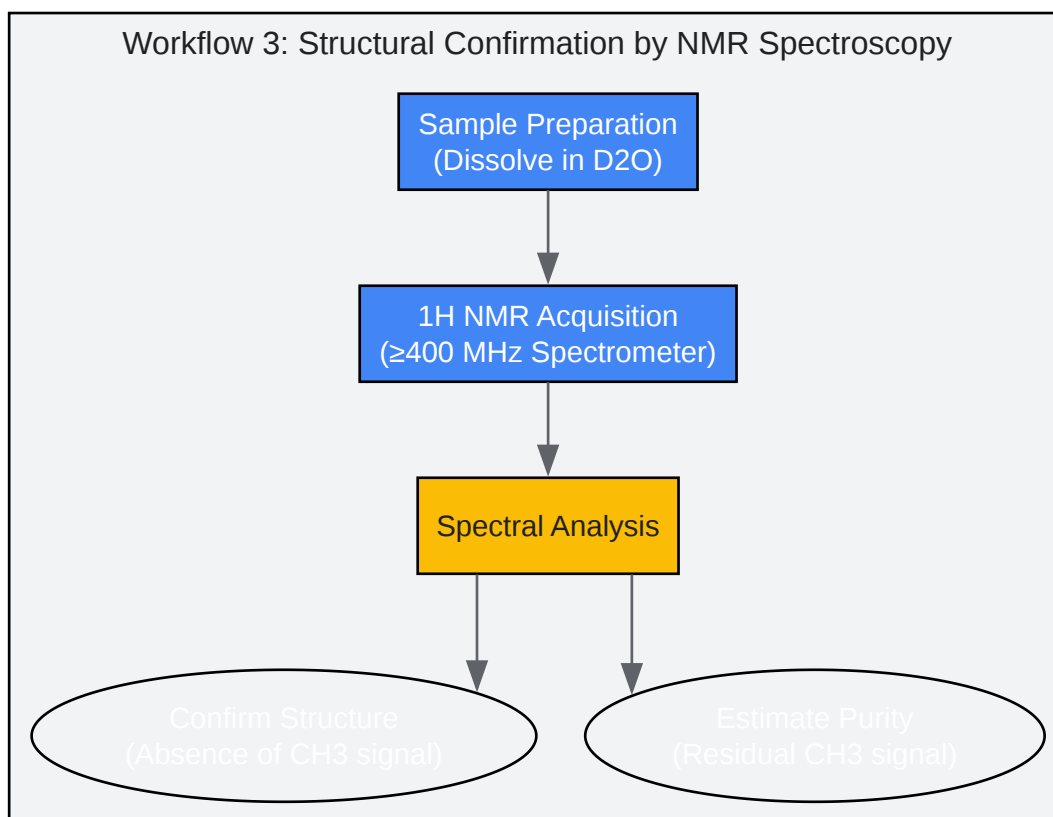 Workflow 3: Structural Confirmation by NMR Spectroscopy
Sample Preparation
(Dissolve in D2O)
1H NMR Acquisition
(≥400 MHz Spectrometer)
Spectral Analysis
Confirm Structure
(Absence of CH3 signal)
Estimate Purity
(Residual CH3 signal)